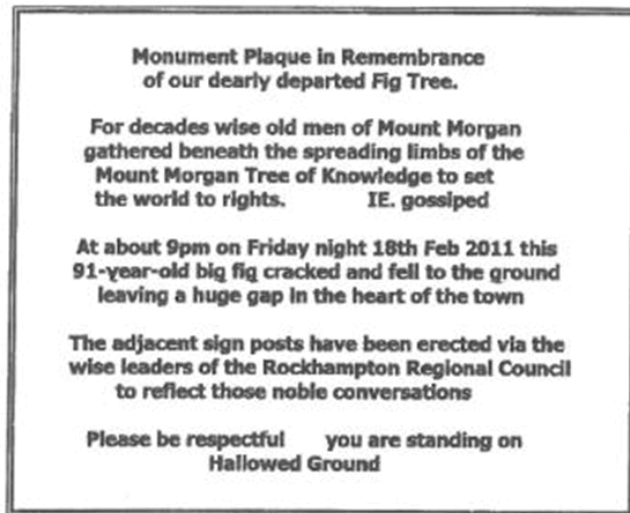 Monument Plaque in Remembrance
of our dearly departed Fig Tree.
For decades wise old men of Mount Morgan
gathered beneath the spreading limbs of the
Mount Morgan Tree of Knowledge to set
the world to rights. IE. gossiped
At about 9pm on Friday night 18th Feb 2011 this
91-year-old big fig cracked and fell to the ground
leaving a huge gap in the heart of the town
The adjacent sign posts have been erected via the
wise leaders of the Rockhampton Regional Council
to reflect those noble conversations
Please be respectful you are standing on
Hallowed Ground